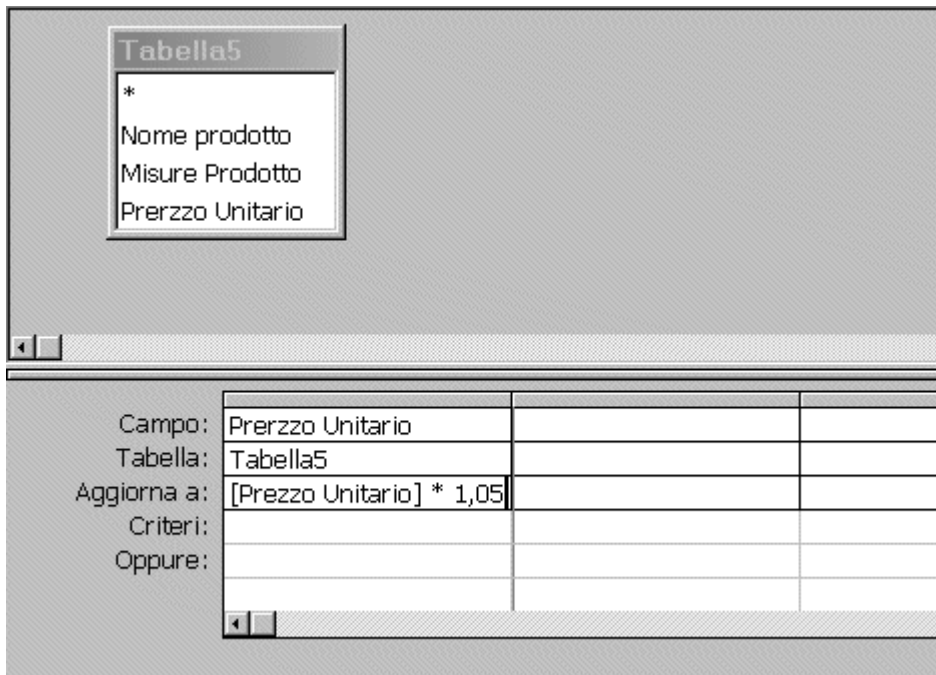 Tabella5
*
Nome prodotto
Misure Prodotto
Prerzzo Unitario
Campo: Prerzzo Unitario
Tabella: Tabella5
Aggiorna a: [Prezzo Unitario] * 1,05
Criteri:
Oppure: